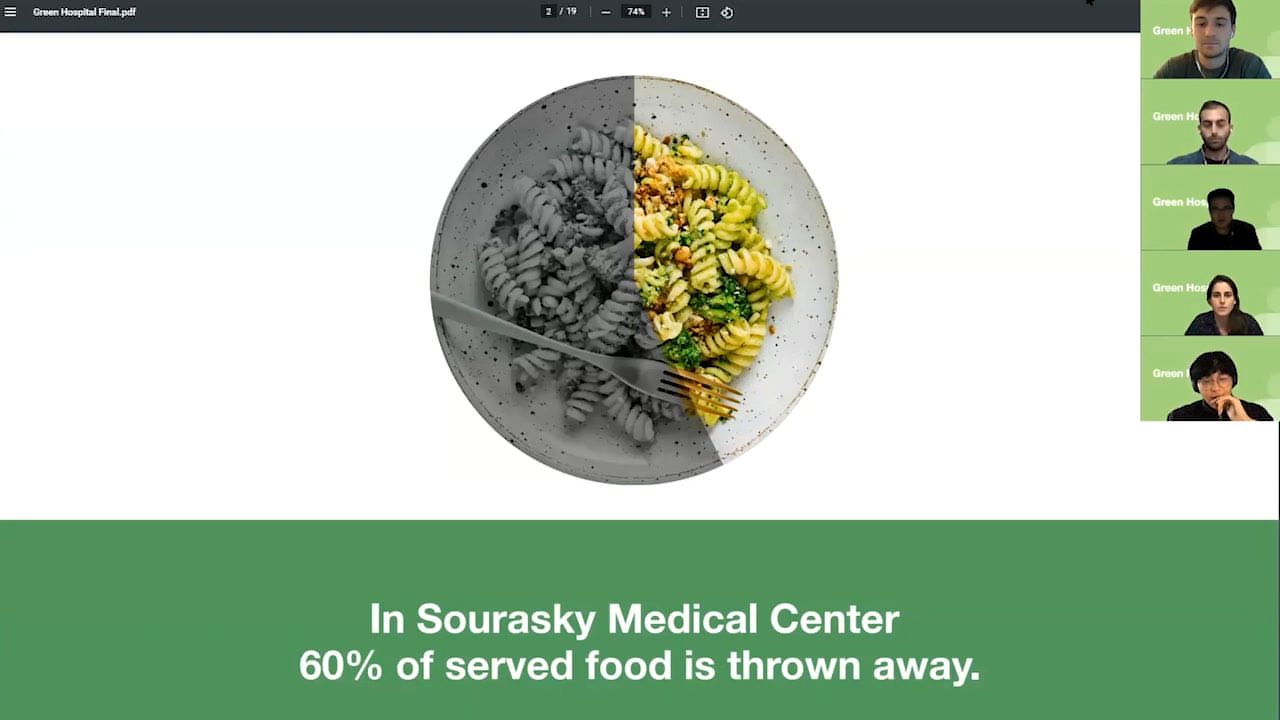 Green Hospital Final.pdf
2 / 19
74%
Green H
Green Ho
Green Hos
Green Hos
Green
In Sourasky Medical Center
60% of served food is thrown away.